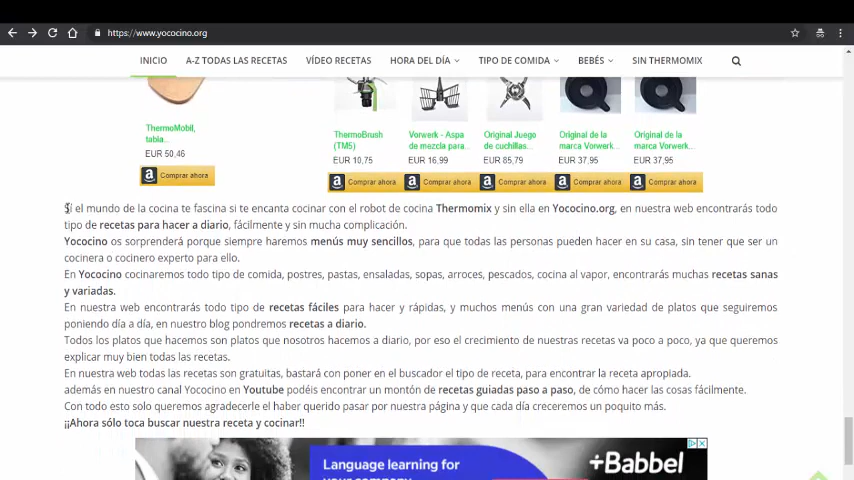 https://www.yococino.org
INICIO A-Z TODAS LAS RECETAS VÍDEO RECETAS HORA DEL DÍA TIPO DE COMIDA BEBÉS SIN THERMOMIX
ThermoMobil, tabla...
EUR 50,46
Comprar ahora
ThermoBrush (TM5)
EUR 10,75
Comprar ahora
Vorwerk - Aspa de mezcla para...
EUR 16,99
Comprar ahora
Original Juego de cuchillas...
EUR 85,79
Comprar ahora
Original de la marca Vorwerk...
EUR 37,95
Comprar ahora
Original de la marca Vorwerk...
EUR 37,95
Comprar ahora
Si el mundo de la cocina te fascina si te encanta cocinar con el robot de cocina Thermomix y sin ella en Yococino.org, en nuestra web encontrarás todo
tipo de recetas para hacer a diario, fácilmente y sin mucha complicación.
Yococino os sorprenderá porque siempre haremos menús muy sencillos, para que todas las personas pueden hacer en su casa, sin tener que ser un
cocinera o cocinero experto para ello.
En Yococino cocinaremos todo tipo de comida, postres, pastas, ensaladas, sopas, arroces, pescados, cocina al vapor, encontrarás muchas recetas sanas
y variadas.
En nuestra web encontrarás todo tipo de recetas fáciles para hacer y rápidas, y muchos menús con una gran variedad de platos que seguiremos
poniendo día a día, en nuestro blog pondremos recetas a diario.
Todos los platos que hacemos son platos que nosotros hacemos a diario, por eso el crecimiento de nuestras recetas va poco a poco, ya que queremos
explicar muy bien todas las recetas.
En nuestra web todas las recetas son gratuitas, bastará con poner en el buscador el tipo de receta, para encontrar la receta apropiada.
además en nuestro canal Yococino en Youtube podéis encontrar un montón de recetas guiadas paso a paso, de cómo hacer las cosas fácilmente.
Con todo esto solo queremos agradecerle el haber querido pasar por nuestra página y que cada día creceremos un poquito más.
¡¡Ahora sólo toca buscar nuestra receta y cocinar!!
Language learning for
+Babbel